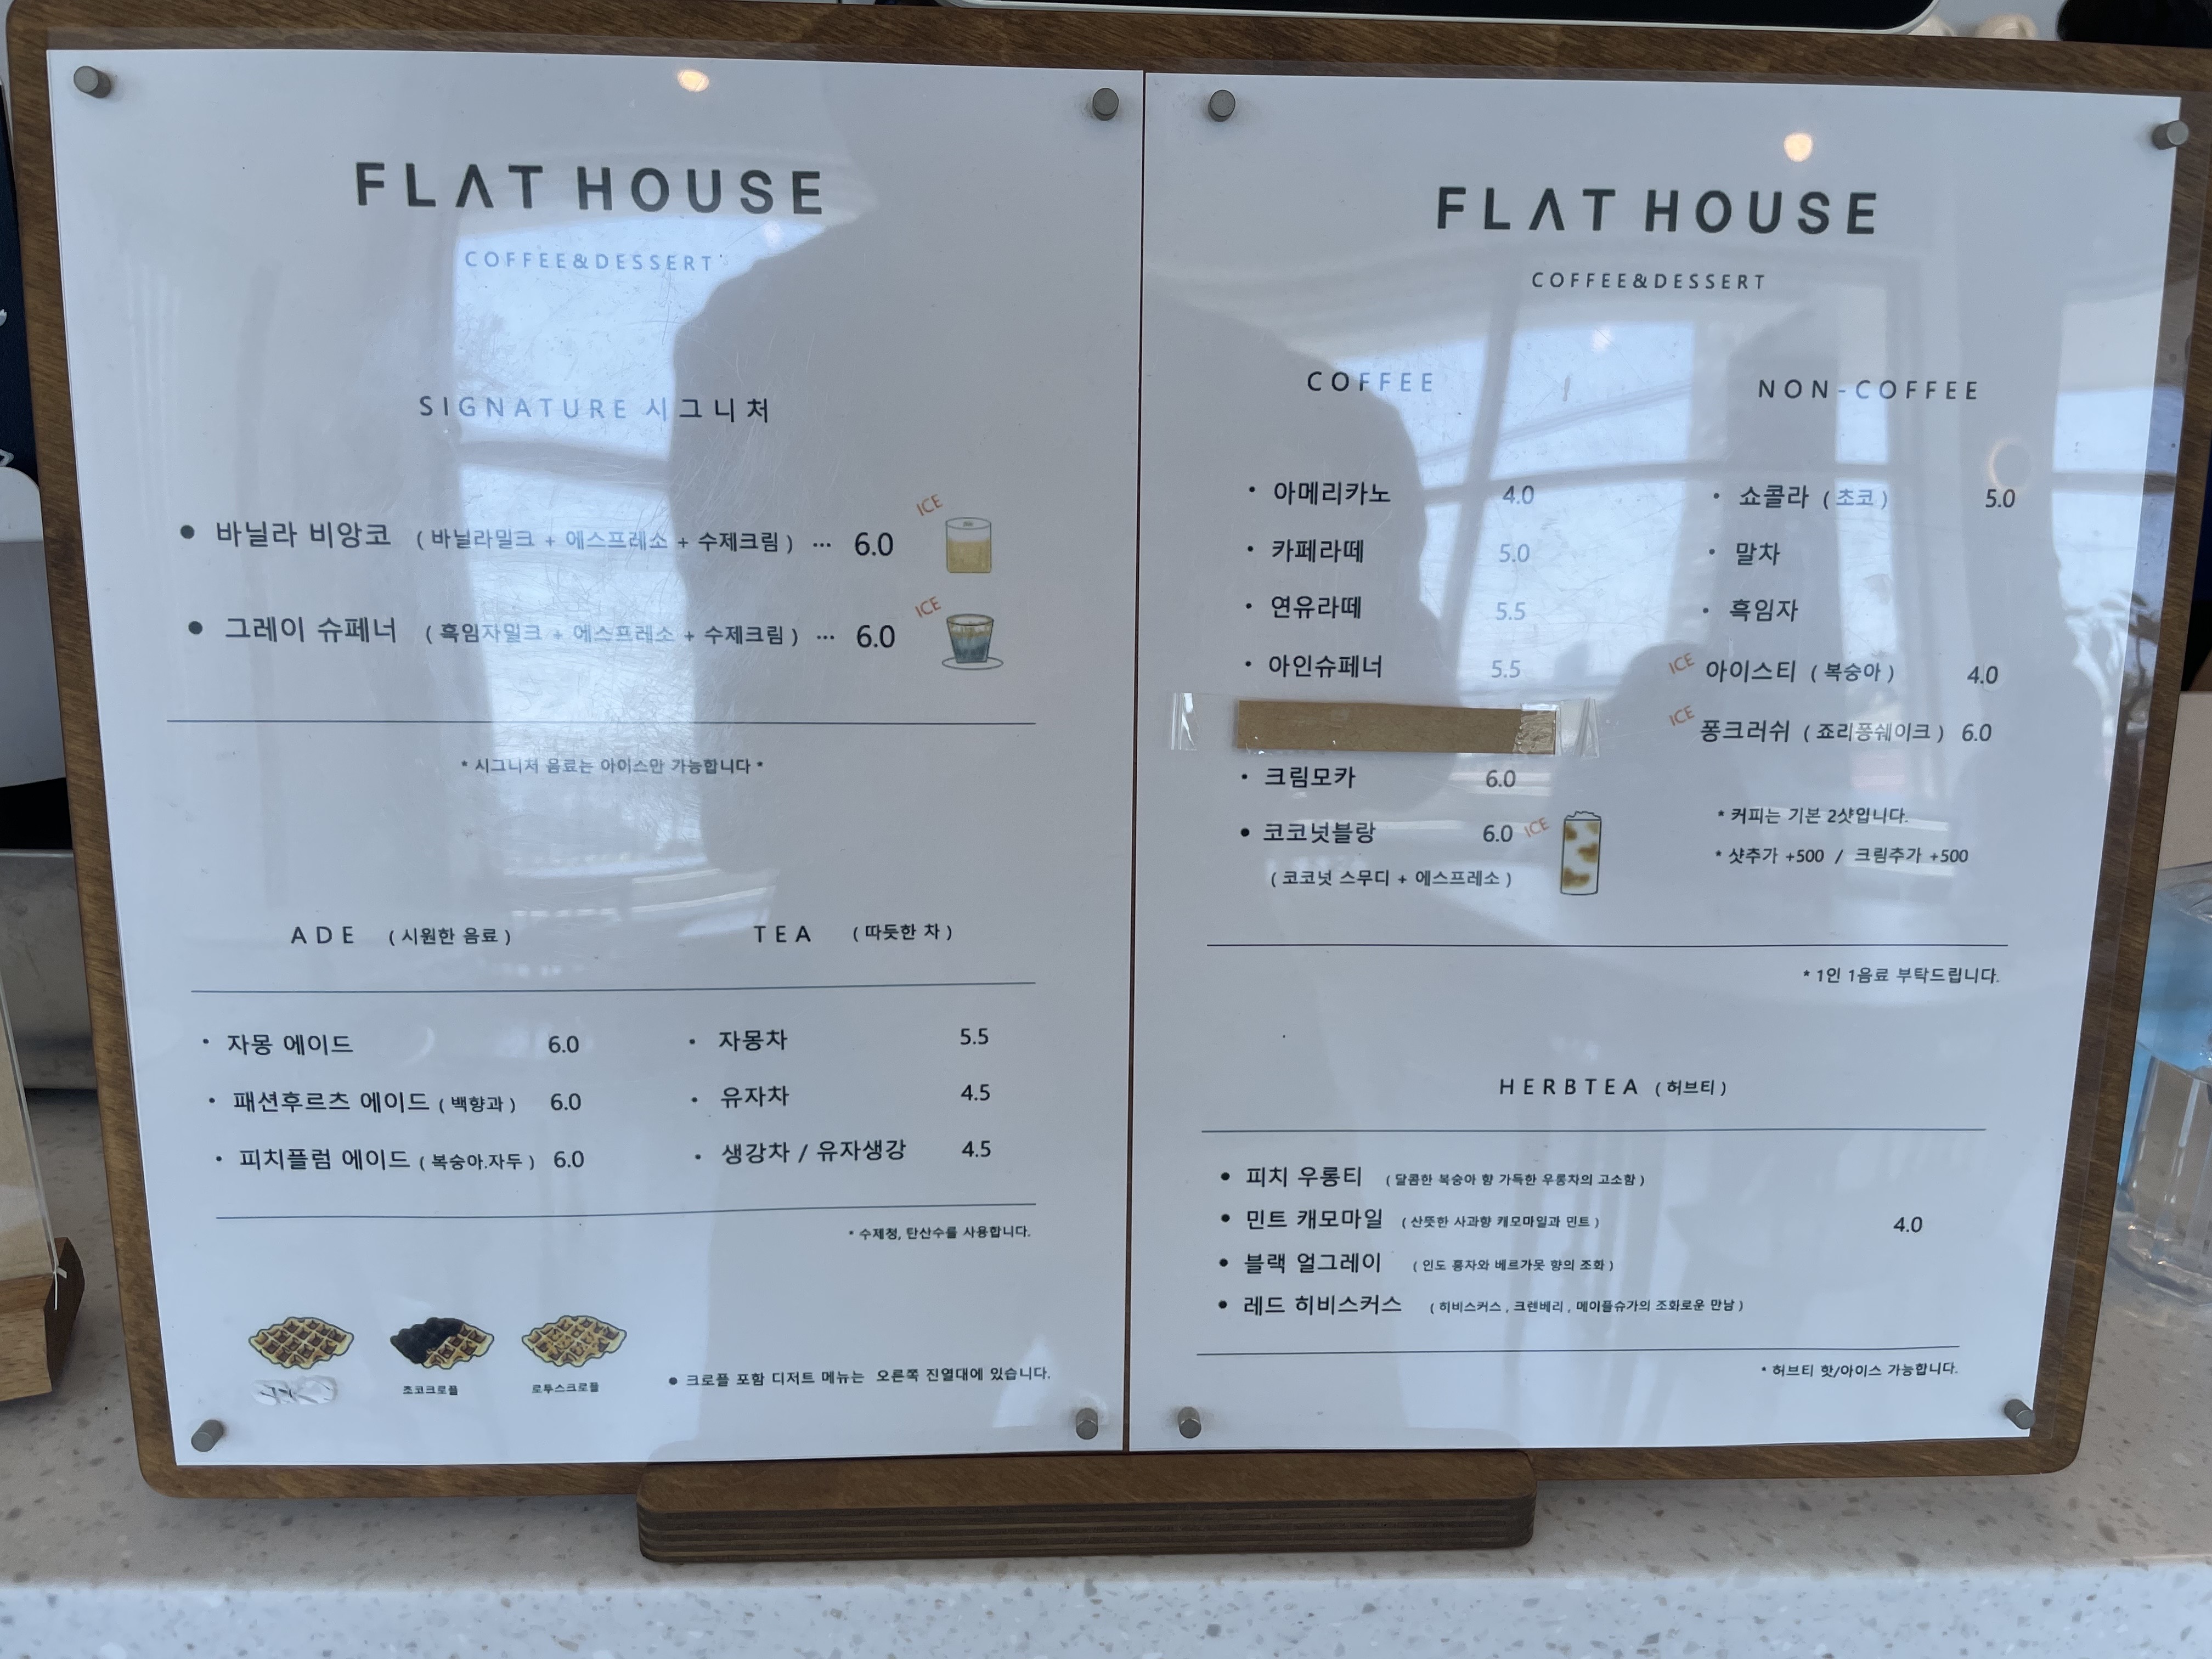 FLAT HOUSE
COFFEE&DESSERT
SIGNATURE 시그니처
● 바닐라 비앙코 ( 바닐라밀크 + 에스프레소 + 수제크림 ) ··· 6.0 ICE
● 그레이 슈페너 ( 흑임자밀크 + 에스프레소 + 수제크림 ) ··· 6.0 ICE
* 시그니처 음료는 아이스만 가능합니다 *
ADE ( 시원한 음료 )
• 자몽 에이드 6.0
• 패션후르츠 에이드 ( 백향과 ) 6.0
• 피치플럼 에이드 ( 복숭아.자두 ) 6.0
TEA ( 따듯한 차 )
• 자몽차 5.5
• 유자차 4.5
• 생강차 / 유자생강 4.5
* 수제청, 탄산수를 사용합니다.
초코크로플
로투스크로플
● 크로플 포함 디저트 메뉴는 오른쪽 진열대에 있습니다.
FLAT HOUSE
COFFEE&DESSERT
COFFEE
• 아메리카노 4.0
• 카페라떼 5.0
• 연유라떼 5.5
• 아인슈페너 5.5
• 크림모카 6.0
• 코코넛블랑 6.0 ICE
( 코코넛 스무디 + 에스프레소 )
NON-COFFEE
• 쇼콜라 ( 초코 ) 5.0
• 말차
• 흑임자
ICE 아이스티 ( 복숭아 ) 4.0
ICE 퐁크러쉬 ( 죠리퐁쉐이크 ) 6.0
* 커피는 기본 2샷입니다.
* 샷추가 +500 / 크림추가 +500
* 1인 1음료 부탁드립니다.
HERBTEA ( 허브티 )
● 피치 우롱티 ( 달콤한 복숭아 향 가득한 우롱차의 고소함 )
● 민트 캐모마일 ( 산뜻한 사과향 캐모마일과 민트 ) 4.0
● 블랙 얼그레이 ( 인도 홍자와 베르가못 향의 조화 )
● 레드 히비스커스 ( 히비스커스 , 크렌베리 , 메이플슈가의 조화로운 만남 )
* 허브티 핫/아이스 가능합니다.